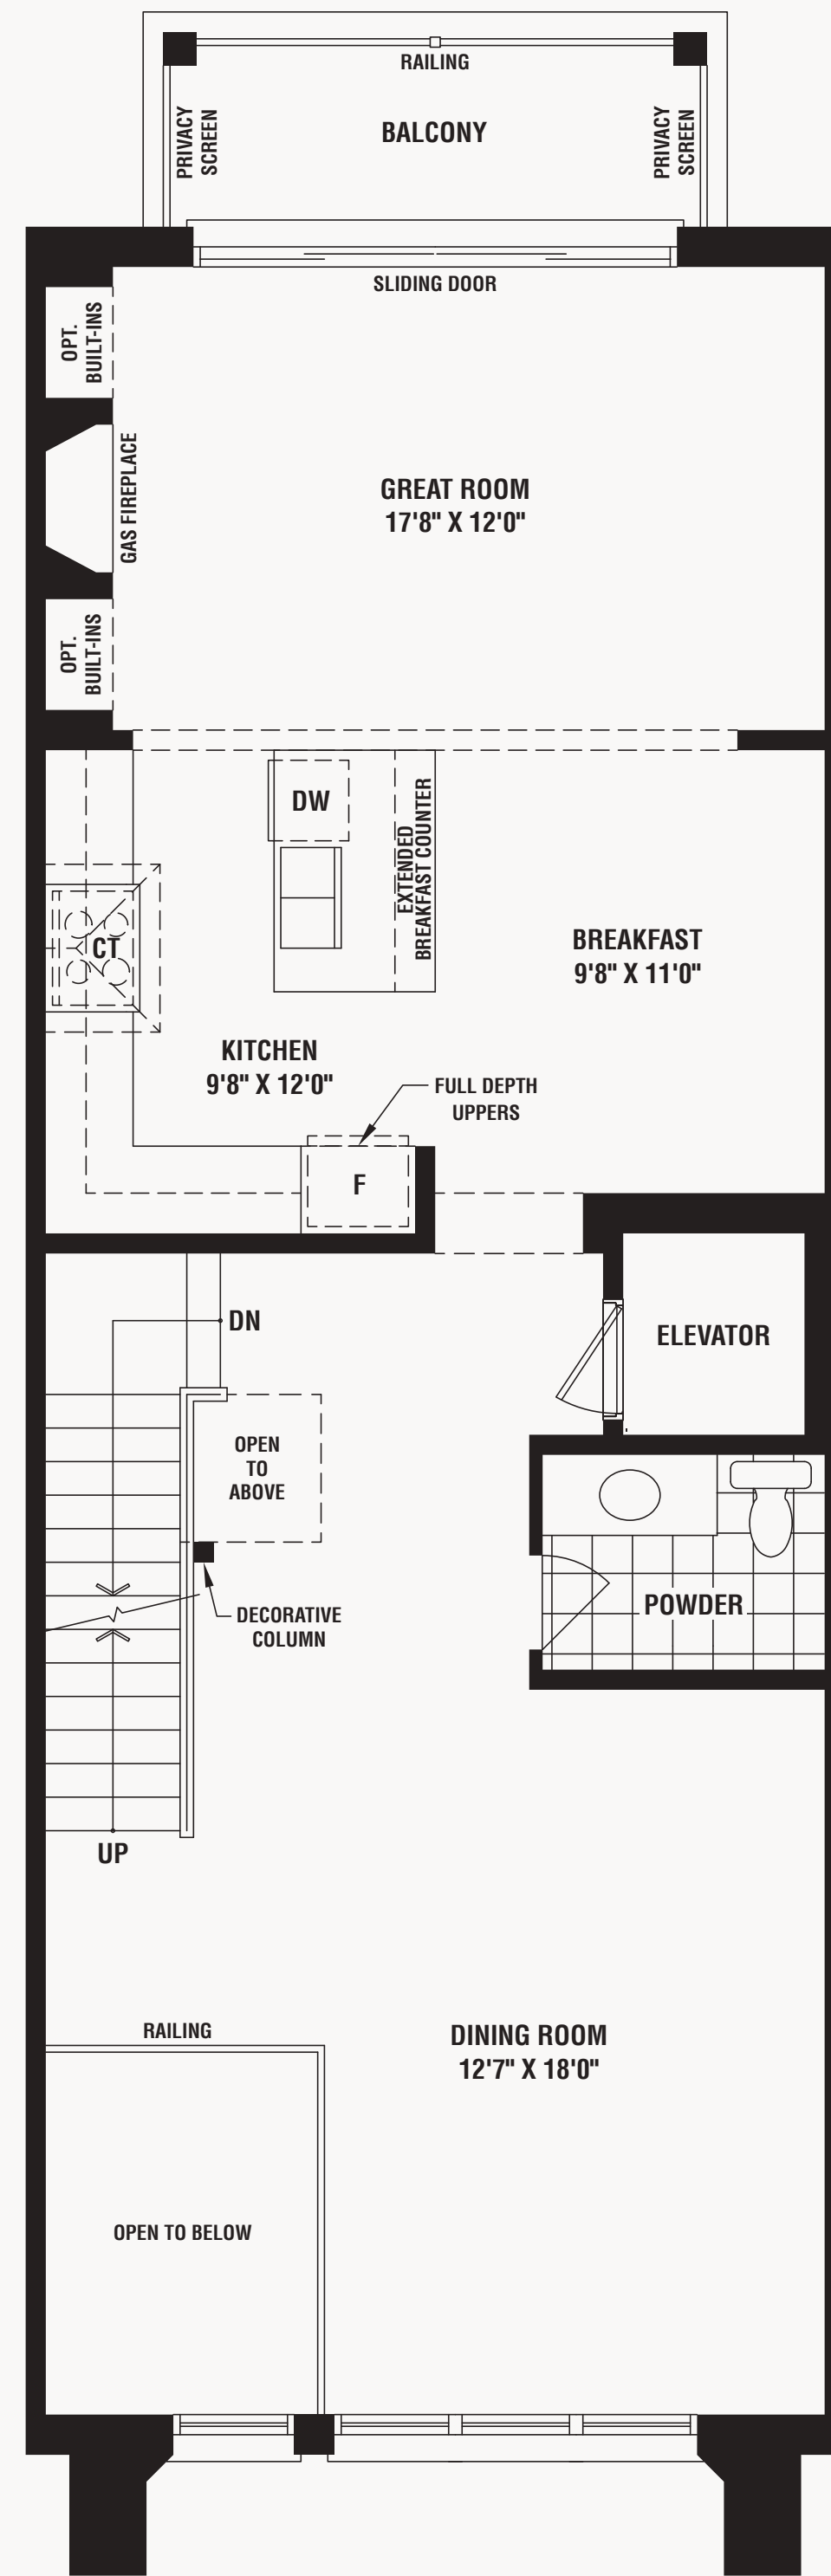 RAILING
PRIVACY
SCREEN
BALCONY
PRIVACY
SCREEN
SLIDING DOOR
OPT.
BUILT-INS
GAS FIREPLACE
GREAT ROOM
17'8" X 12'0"
OPT.
BUILT-INS
DW
EXTENDED
BREAKFAST COUNTER
CT
BREAKFAST
9'8" X 11'0"
KITCHEN
9'8" X 12'0"
FULL DEPTH
UPPERS
F
DN
ELEVATOR
OPEN
TO
ABOVE
POWDER
DECORATIVE
COLUMN
UP
RAILING
DINING ROOM
12'7" X 18'0"
OPEN TO BELOW